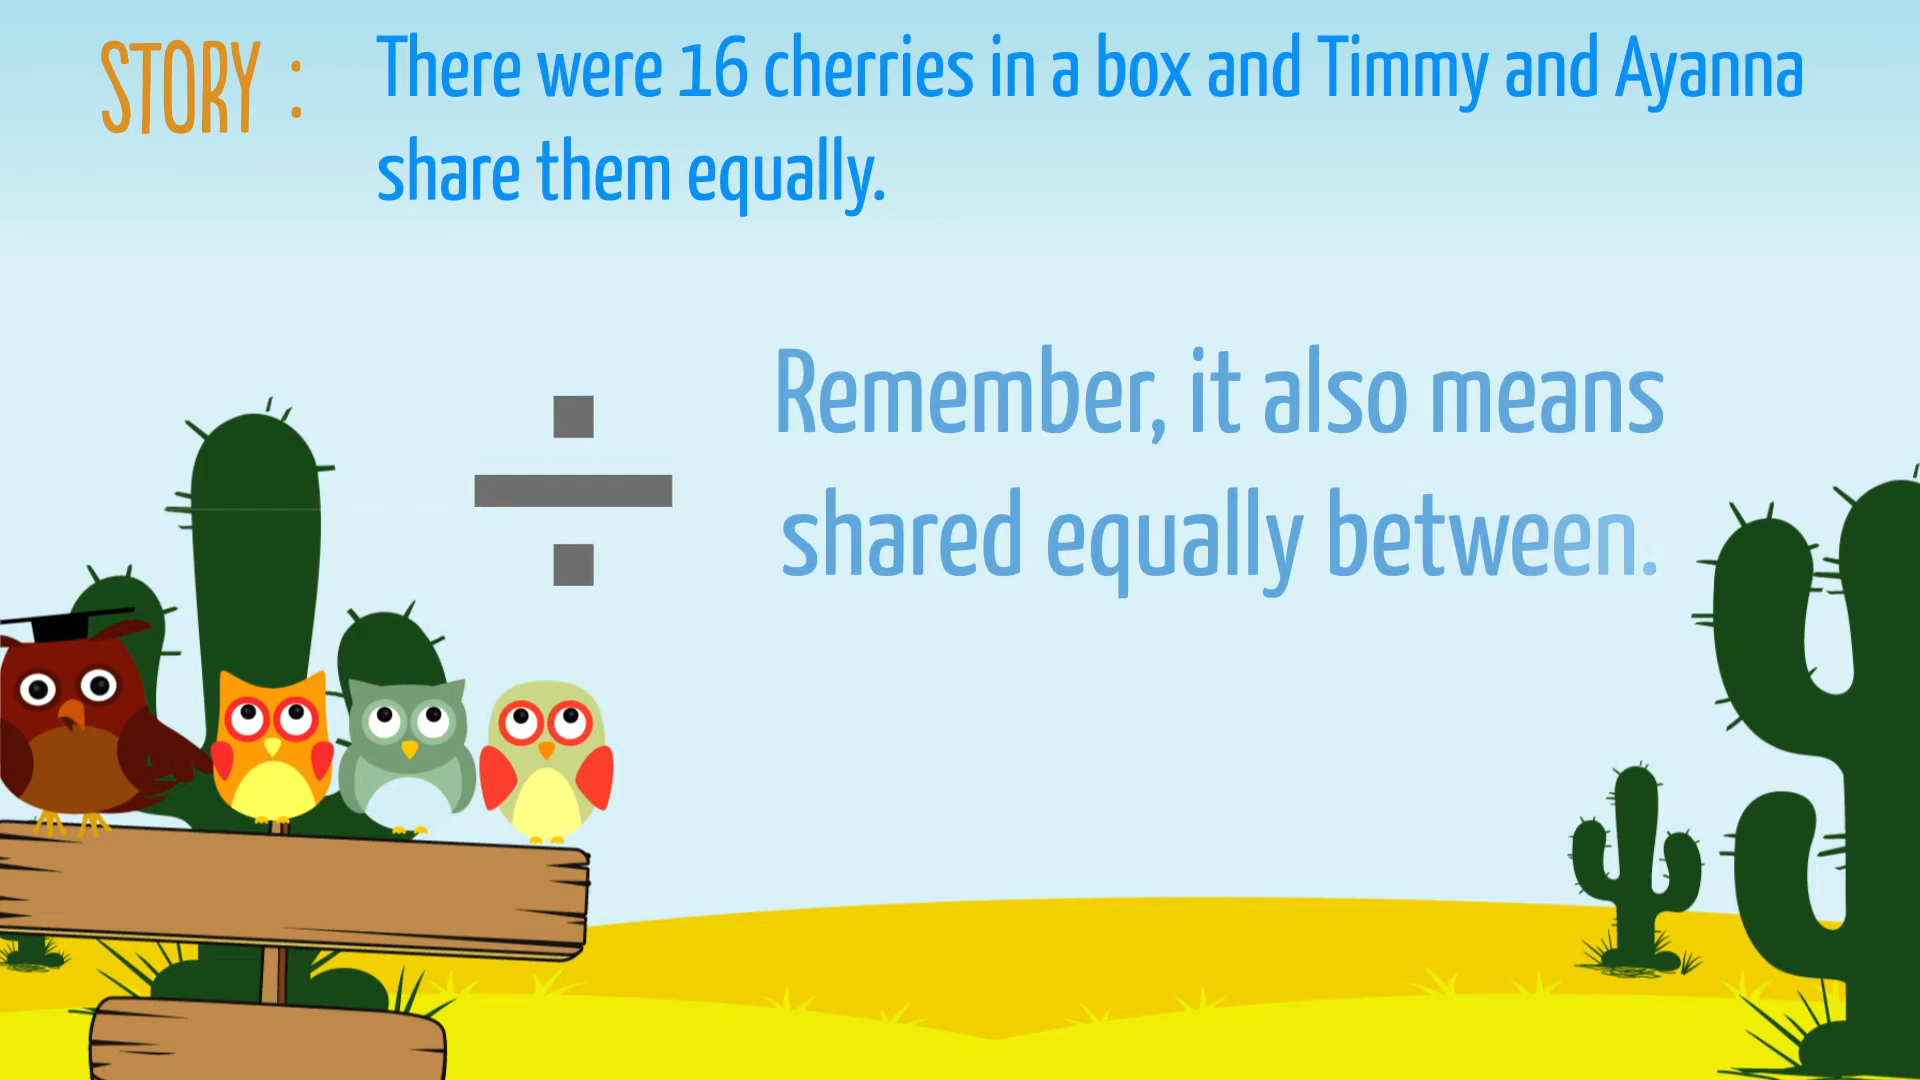 STORY : There were 16 cherries in a box and Timmy and Ayanna
share them equally.
÷
Remember, it also means
shared equally between.